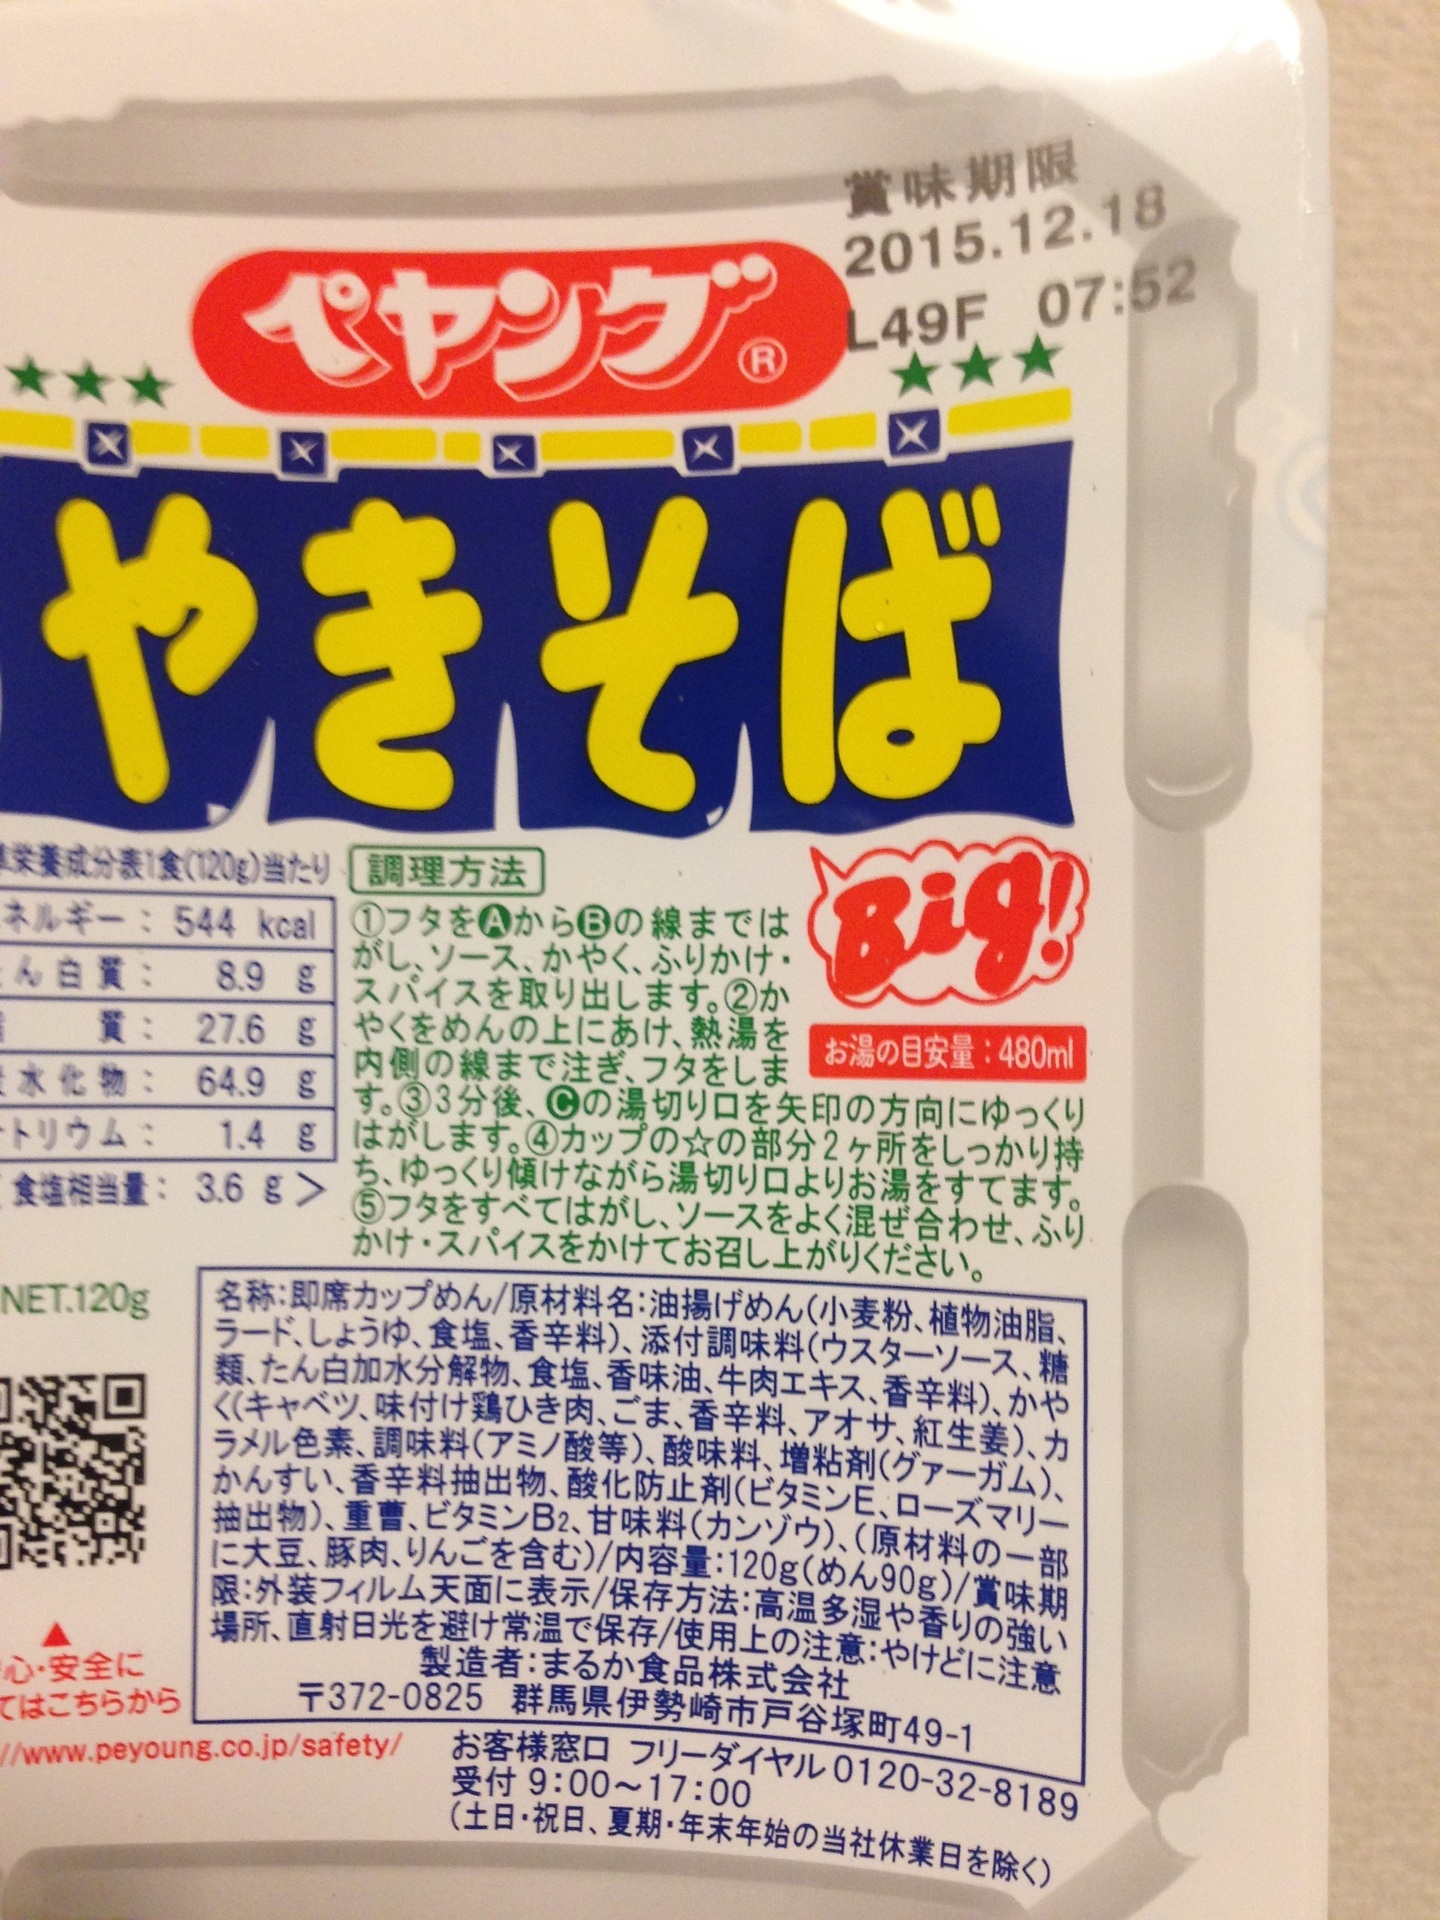 賞味期限
2015.12.18
L49F 07:52
ペヤング®
やきそば
栄養成分表1食(120g)当たり
ネルギー: 544 kcal
ん白質: 8.9 g
質: 27.6 g
水化物: 64.9 g
トリウム: 1.4 g
食塩相当量: 3.6 g>
調理方法
①フタをAからBの線まではが
がし、ソース、かやく、ふりかけ・
スパイスを取り出します。②か
やくをめんの上にあけ、熱湯を
内側の線まで注ぎ、フタをしま
す。③3分後、Cの湯切り口を矢印の方向にゆっくり
はがします。④カップの☆の部分2ヶ所をしっかり持
ち、ゆっくり傾けながら湯切り口よりお湯をすてます。
⑤フタをすべてはがし、ソースをよく混ぜ合わせ、ふり
かけ・スパイスをかけてお召し上がりください。
Big!
お湯の目安量:480ml
NET.120g
名称:即席カップめん/原材料名:油揚げめん(小麦粉、植物油脂、
ラード、しょうゆ、食塩、香辛料)、添付調味料(ウスターソース、糖
類、たん白加水分解物、食塩、香味油、牛肉エキス、香辛料)、かや
く(キャベツ、味付け鶏ひき肉、ごま、香辛料、アオサ、紅生姜)、カ
ラメル色素、調味料(アミノ酸等)、酸味料、増粘剤(グァーガム)、
かんすい、香辛料抽出物、酸化防止剤(ビタミンE、ローズマリー
抽出物)、重曹、ビタミンB₂、甘味料(カンゾウ)、(原材料の一部
に大豆、豚肉、りんごを含む)/内容量:120g(めん90g)/賞味期
限:外装フィルム天面に表示/保存方法:高温多湿や香りの強い
場所、直射日光を避け常温で保存/使用上の注意:やけどに注意
製造者:まるか食品株式会社
〒372-0825 群馬県伊勢崎市戸谷塚町49-1
▲
心・安全に
てはこちらから
//www.peyoung.co.jp/safety/
お客様窓口 フリーダイヤル 0120-32-8189
受付 9:00~17:00
(土日・祝日、夏期・年末年始の当社休業日を除く)